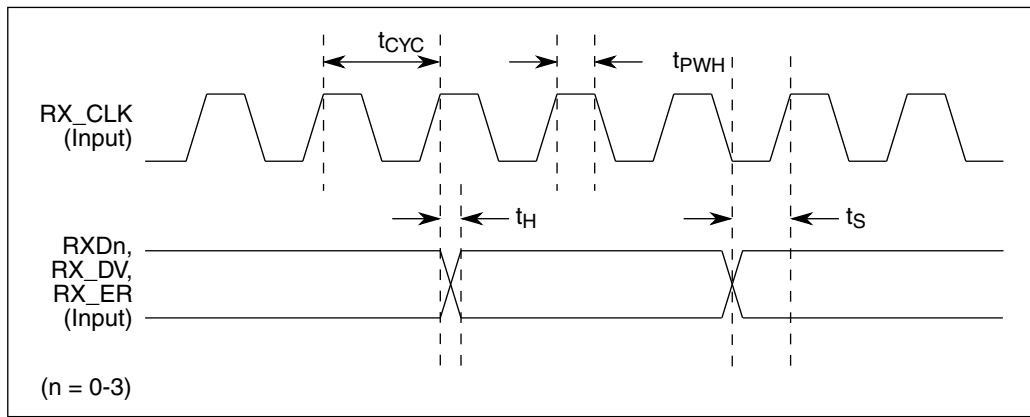 tCYC
tPWH
RX_CLK
(Input)
tH
tS
RXDn,
RX_DV,
RX_ER
(Input)
(n = 0-3)